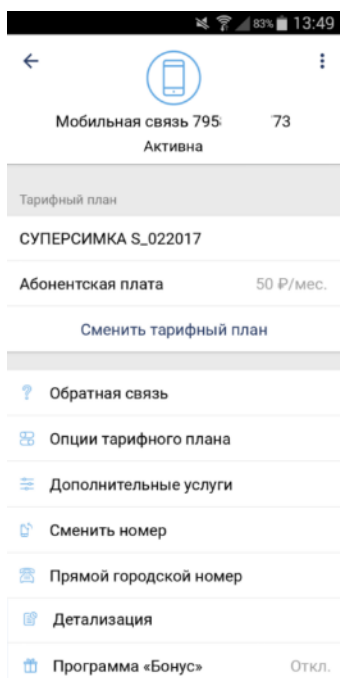 83% 13:49
Мобильная связь 795 73
Активна
Тарифный план
СУПЕРСИМКА S_022017
Абонентская плата 50 ₽/мес.
Сменить тарифный план
Обратная связь
Опции тарифного плана
Дополнительные услуги
Сменить номер
Прямой городской номер
Детализация
Программа «Бонус» Откл.